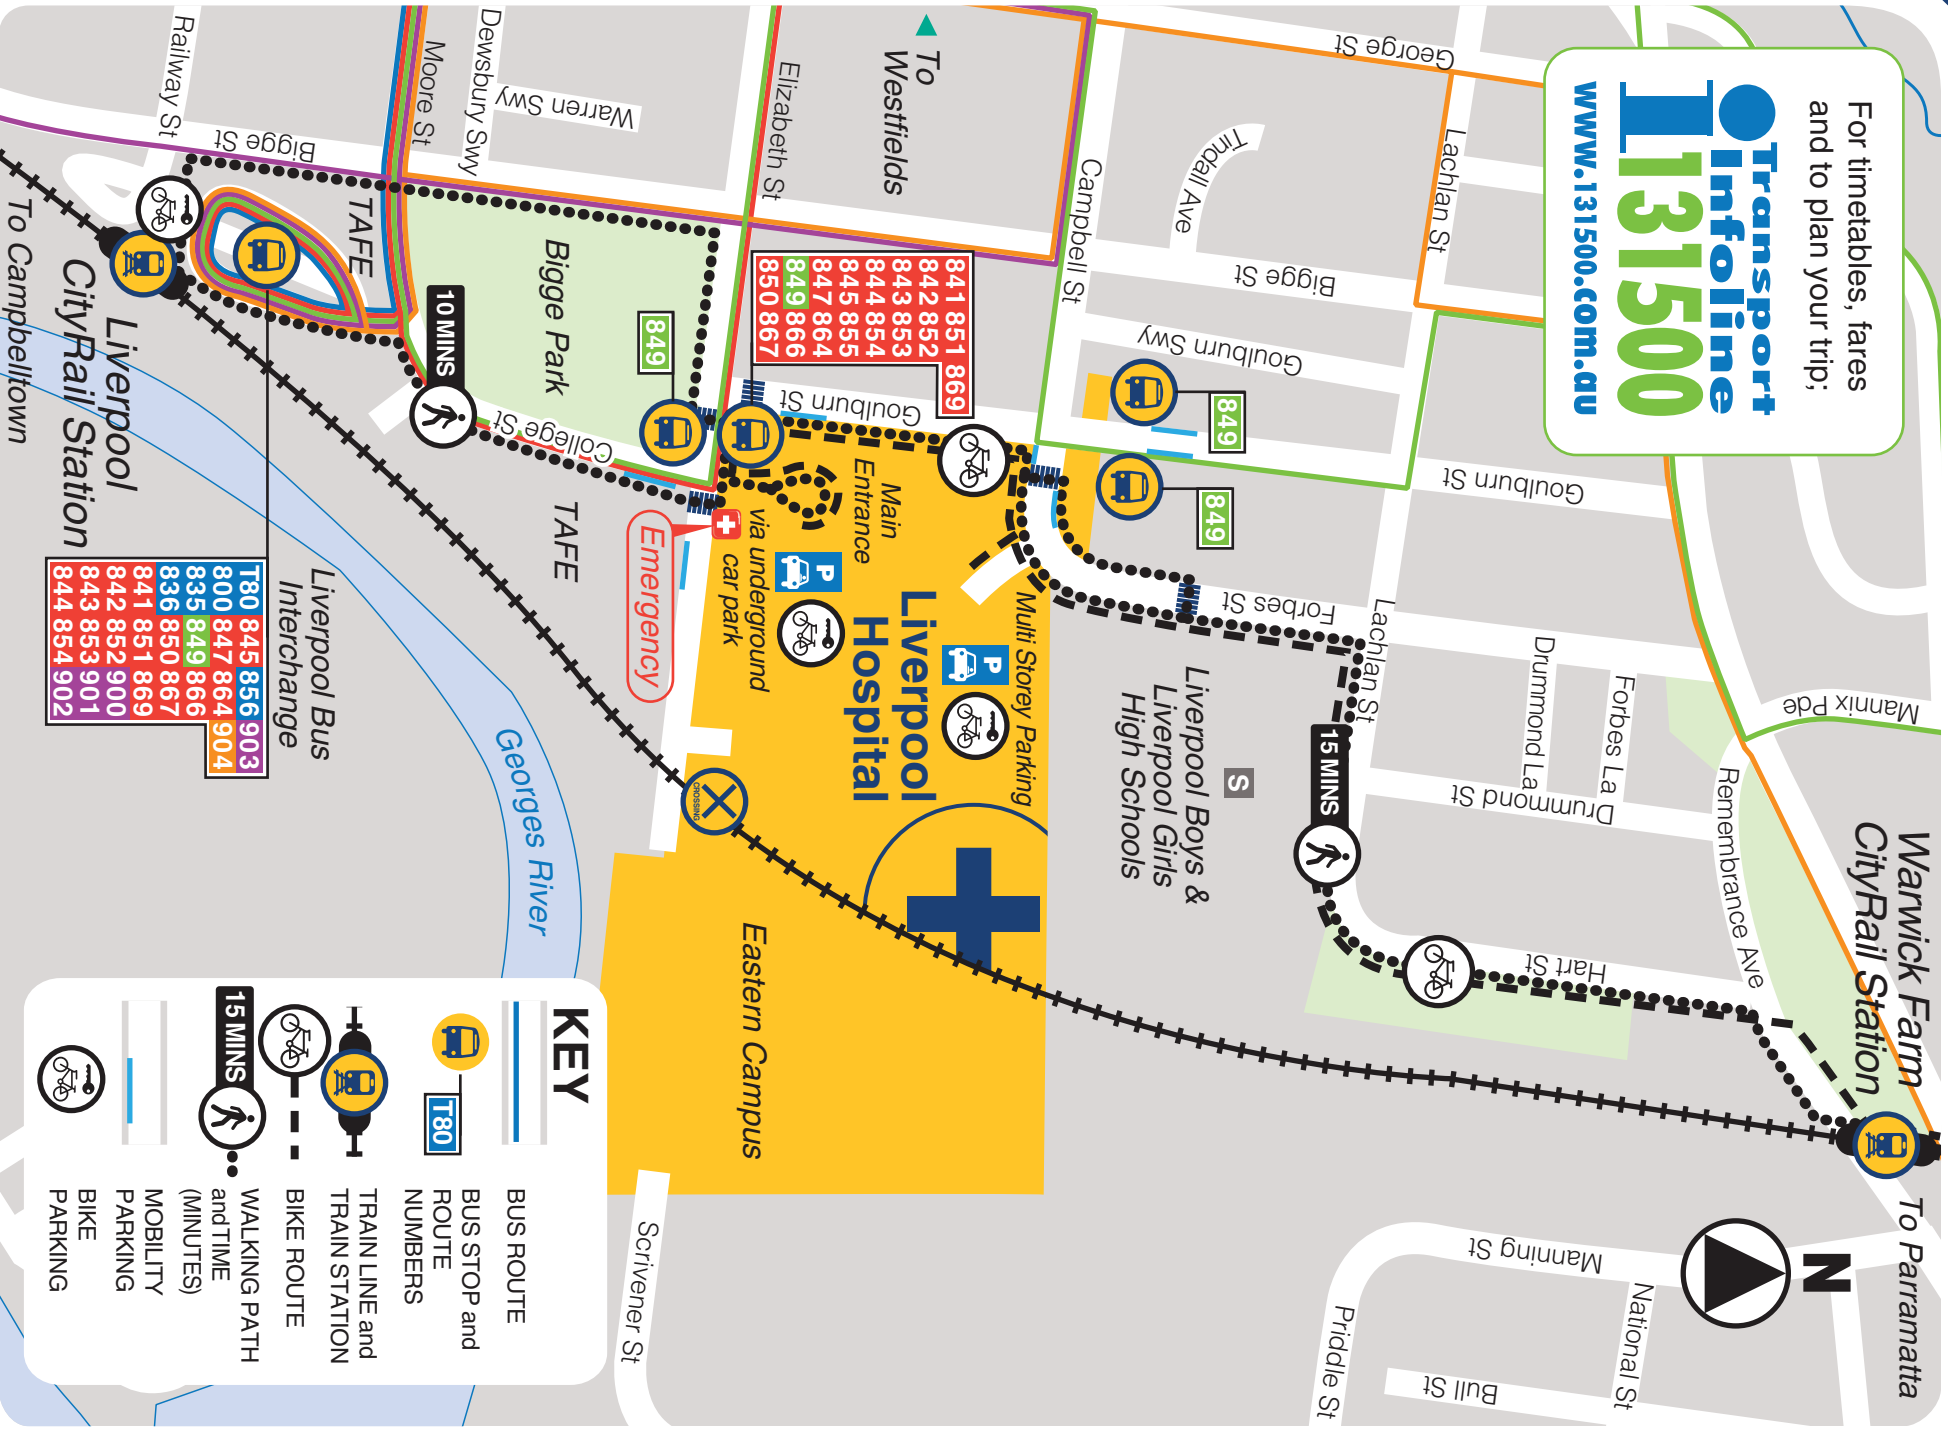 For timetables, fares
and to plan your trip;
Transport
infoline
131500
www.131500.com.au
Warwick Farm
CityRail Station
To Parramatta
N
Mannix Pde
Remembrance Ave
Forbes La
Drummond La
Drummond St
Hart St
Manning St
National St
Bull St
Priddle St
George St
Lachlan St
Tindall Ave
Bigge St
Goulburn Swy
Goulburn St
Forbes St
Lachlan St
15 MINS
849
849
Campbell St
To
Westfields
S
Liverpool Boys &
Liverpool Girls
High Schools
Multi Storey Parking
P
Liverpool
Hospital
Main
Entrance
P
via underground
car park
Goulburn St
841 851 869
842 852
843 853
844 854
845 855
847 864
849 866
850 867
Elizabeth St
849
Emergency
CROSSING
Eastern Campus
Scrivener St
Warren Swy
Dewsbury Swy
Moore St
Bigge Park
College St
TAFE
10 MINS
TAFE
Bigge St
Railway St
Georges River
Liverpool
CityRail Station
To Campbelltown
Liverpool Bus
Interchange
T80 845 856 903
800 847 864 904
835 849 866
836 850 867
841 851 869
842 852 900
843 853 901
844 854 902
KEY
BUS ROUTE
T80
BUS STOP and
ROUTE
NUMBERS
TRAIN LINE and
TRAIN STATION
BIKE ROUTE
15 MINS
WALKING PATH
and TIME
(MINUTES)
MOBILITY
PARKING
BIKE
PARKING